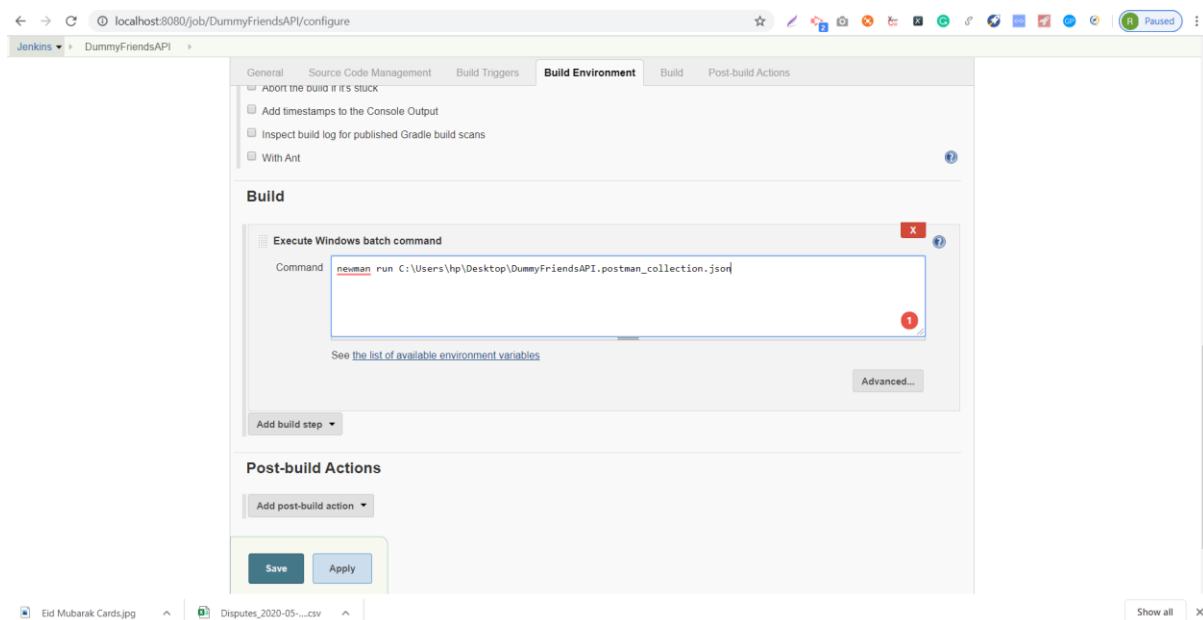 localhost:8080/job/DummyFriendsAPI/configure
2
R Paused
Jenkins DummyFriendsAPI
General Source Code Management Build Triggers Build Environment Build Post-build Actions
Abort the build if it's stuck
Add timestamps to the Console Output
Inspect build log for published Gradle build scans
With Ant
Build
X
Execute Windows batch command
Command newman run C:\Users\hp\Desktop\DummyFriendsAPI.postman_collection.json
1
See the list of available environment variables
Advanced...
Add build step
Post-build Actions
Add post-build action
Save Apply
Eid Mubarak Cards.jpg Disputes_2020-05-....csv Show all